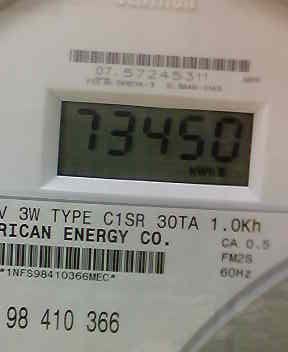 07.57245311
73450
kWh
V 3W TYPE C1SR 30TA 1.0Kh
RICAN ENERGY CO.
CA 0.5
FM2S
60Hz
*1NFS98410366MEC*
98 410 366